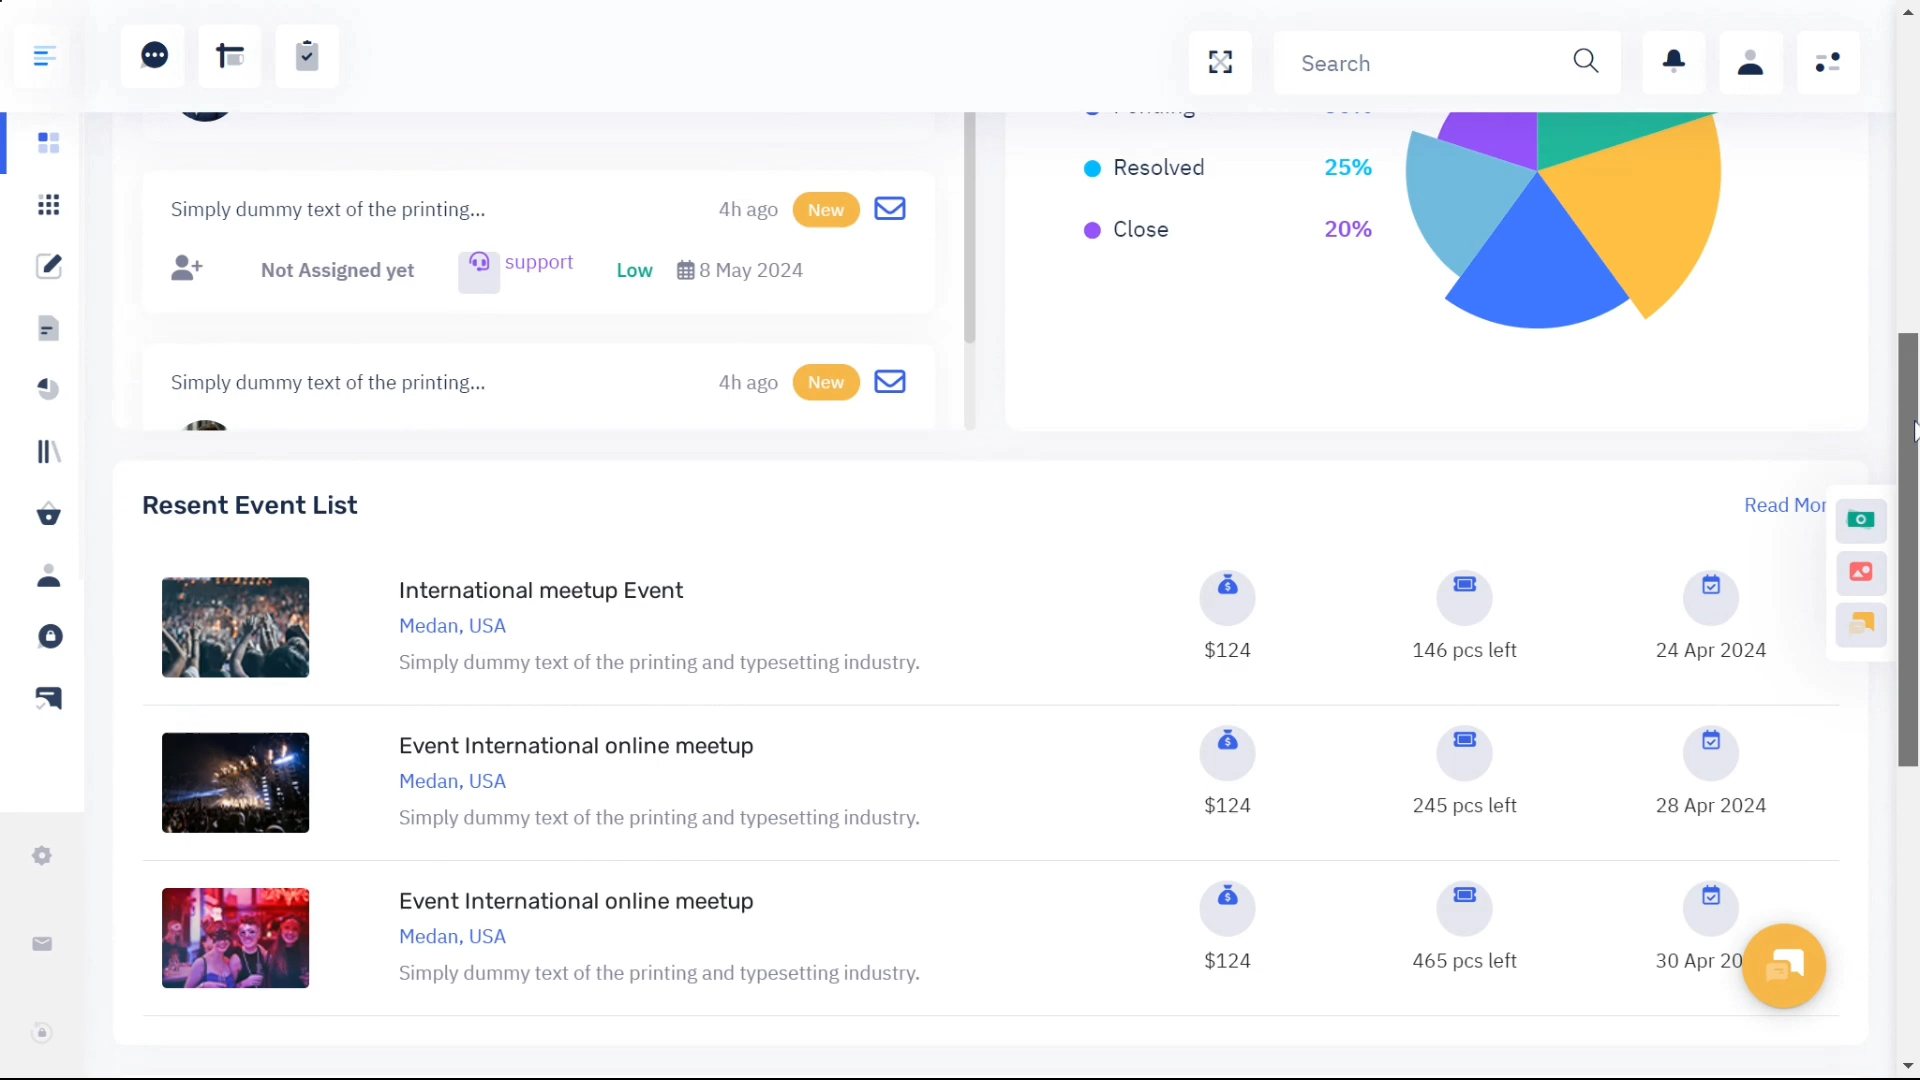 Search
Resolved 25%
Simply dummy text of the printing... 4h ago New
Close 20%
Not Assigned yet support Low 8 May 2024
Simply dummy text of the printing... 4h ago New
Resent Event List
Read Mor
International meetup Event
Medan, USA
Simply dummy text of the printing and typesetting industry.
$124 146 pcs left 24 Apr 2024
Event International online meetup
Medan, USA
Simply dummy text of the printing and typesetting industry.
$124 245 pcs left 28 Apr 2024
Event International online meetup
Medan, USA
Simply dummy text of the printing and typesetting industry.
$124 465 pcs left 30 Apr 20